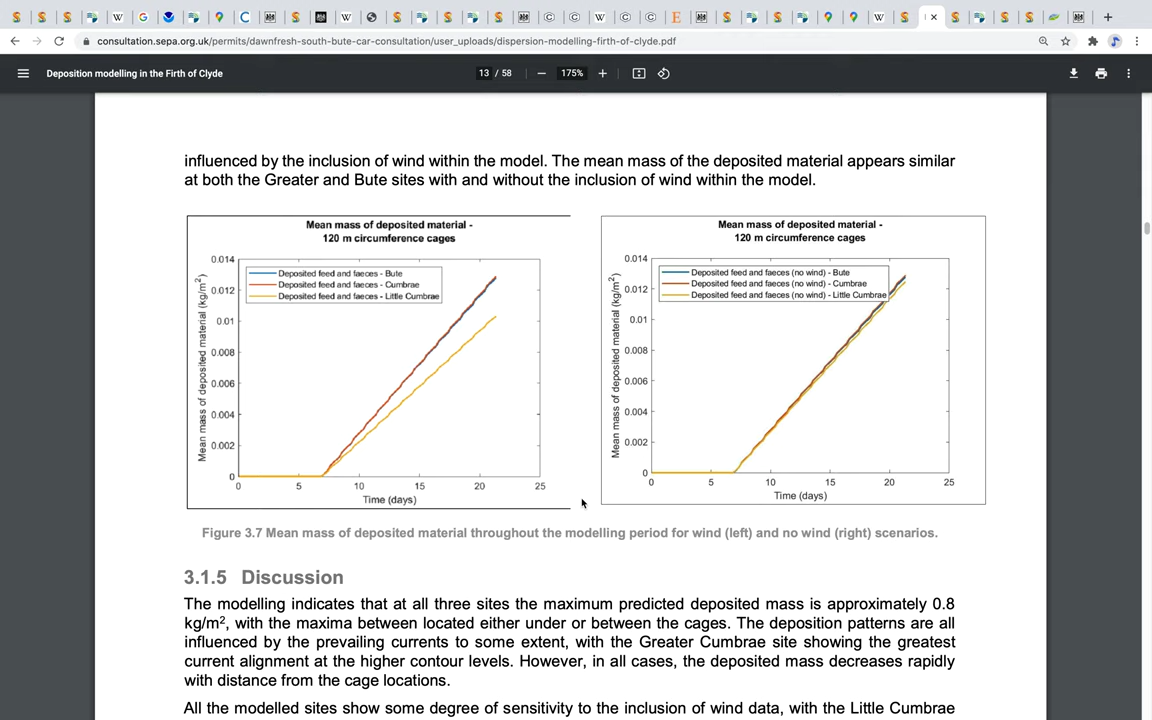 consultation.sepa.org.uk/permits/dawnfresh-south-bute-car-consultation/user_uploads/dispersion-modelling-firth-of-clyde.pdf
Deposition modelling in the Firth of Clyde
13 / 58
175%
influenced by the inclusion of wind within the model. The mean mass of the deposited material appears similar
at both the Greater and Bute sites with and without the inclusion of wind within the model.
Mean mass of deposited material -
120 m circumference cages
0.014
0.012
0.01
0.008
0.006
0.004
0.002
0
Mean mass of deposited material (kg/m²)
Deposited feed and faeces - Bute
Deposited feed and faeces - Cumbrae
Deposited feed and faeces - Little Cumbrae
0 5 10 15 20 25
Time (days)
Mean mass of deposited material -
120 m circumference cages
0.014
0.012
0.01
0.008
0.006
0.004
0.002
0
Mean mass of deposited material (kg/m²)
Deposited feed and faeces (no wind) - Bute
Deposited feed and faeces (no wind) - Cumbrae
Deposited feed and faeces (no wind) - Little Cumbrae
0 5 10 15 20 25
Time (days)
Figure 3.7 Mean mass of deposited material throughout the modelling period for wind (left) and no wind (right) scenarios.
3.1.5 Discussion
The modelling indicates that at all three sites the maximum predicted deposited mass is approximately 0.8
kg/m², with the maxima between located either under or between the cages. The deposition patterns are all
influenced by the prevailing currents to some extent, with the Greater Cumbrae site showing the greatest
current alignment at the higher contour levels. However, in all cases, the deposited mass decreases rapidly
with distance from the cage locations.
All the modelled sites show some degree of sensitivity to the inclusion of wind data, with the Little Cumbrae